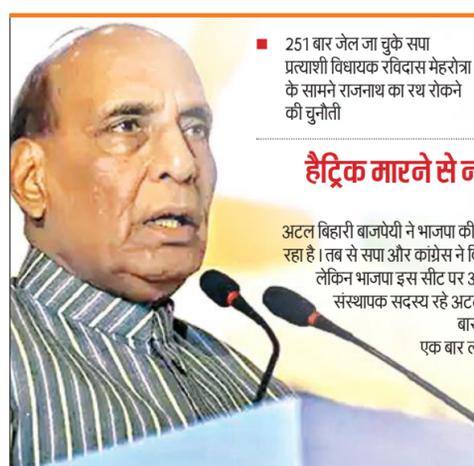 251 बार जेल जा चुके सपा
प्रत्याशी विधायक रविदास मेहरोत्रा
के सामने राजनाथ का रथ रोकने
की चुनौती
हैट्रिक मारने से
अटल बिहारी बाजपेयी ने भाजपा की
रहा है। तब से सपा और कांग्रेस ने
लेकिन भाजपा इस सीट पर
संस्थापक सदस्य रहे
एक बार